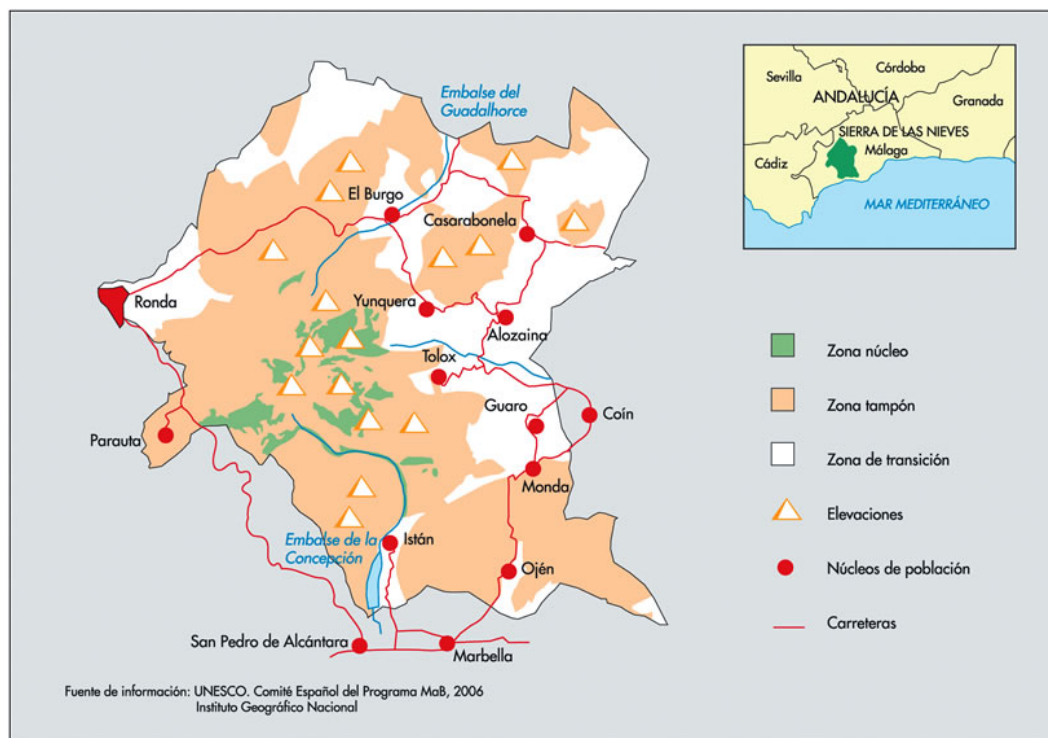 Embalse del
Guadalhorce
El Burgo
Casarabonela
Ronda
Yunquera
Alozaina
Tolox
Guaro
Coín
Parauta
Monda
Embalse de la
Concepción
Istán
Ojén
San Pedro de Alcántara
Marbella
Fuente de información: UNESCO. Comité Español del Programa MaB, 2006
Instituto Geográfico Nacional
Sevilla
Córdoba
ANDALUCÍA
Granada
SIERRA DE LAS NIEVES
Cádiz
Málaga
MAR MEDITERRÁNEO
Zona núcleo
Zona tampón
Zona de transición
Elevaciones
Núcleos de población
Carreteras